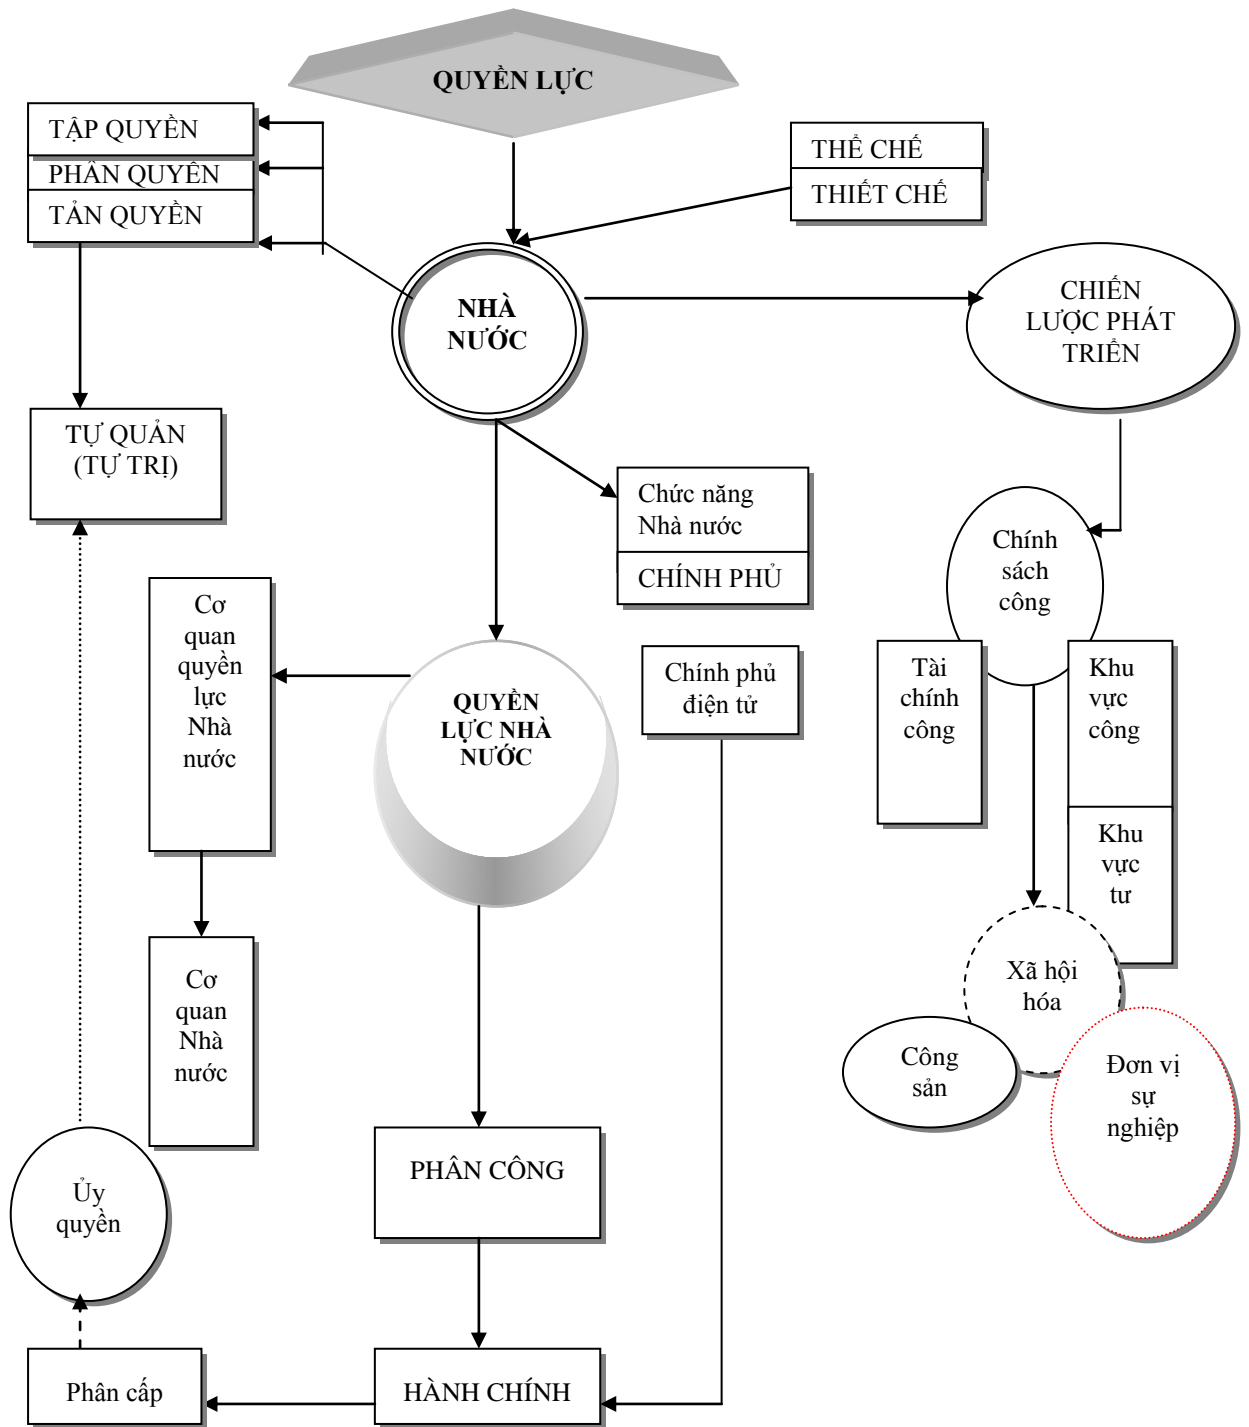 QUYỀN LỰC
TẬP QUYỀN
PHÂN QUYỀN
TẢN QUYỀN
THỂ CHẾ
THIẾT CHẾ
NHÀ
NƯỚC
CHIẾN
LƯỢC PHÁT
TRIỂN
TỰ QUẢN
(TỰ TRỊ)
Chức năng
Nhà nước
CHÍNH PHỦ
Chính
sách
công
Cơ
quan
quyền
lực
Nhà
nước
QUYỀN
LỰC NHÀ
NƯỚC
Chính phủ
điện tử
Tài
chính
công
Khu
vực
công
Khu
vực
tư
Cơ
quan
Nhà
nước
Xã hội
hóa
Công
sản
Đơn vị
sự
nghiệp
PHÂN CÔNG
Ủy
quyền
Phân cấp
HÀNH CHÍNH